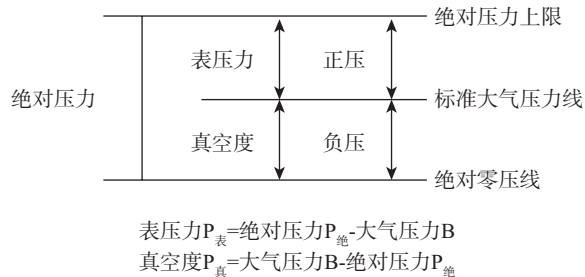 绝对压力上限
表压力
正压
绝对压力
标准大气压力线
真空度
负压
绝对零压线
表压力P表=绝对压力P绝-大气压力B
真空度P真=大气压力B-绝对压力P绝